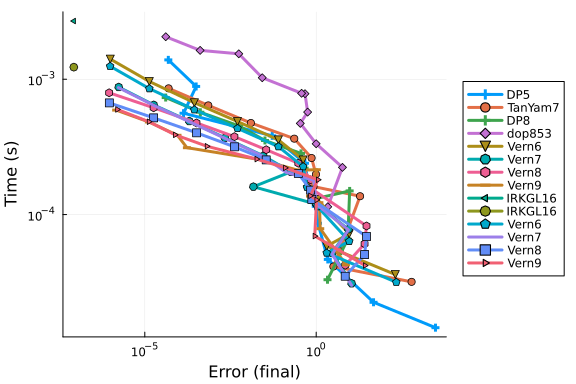 Time (s)
10⁻³
10⁻⁴
10⁻⁵
10⁰
Error (final)
DP5
TanYam7
DP8
dop853
Vern6
Vern7
Vern8
Vern9
IRKGL16
IRKGL16
Vern6
Vern7
Vern8
Vern9